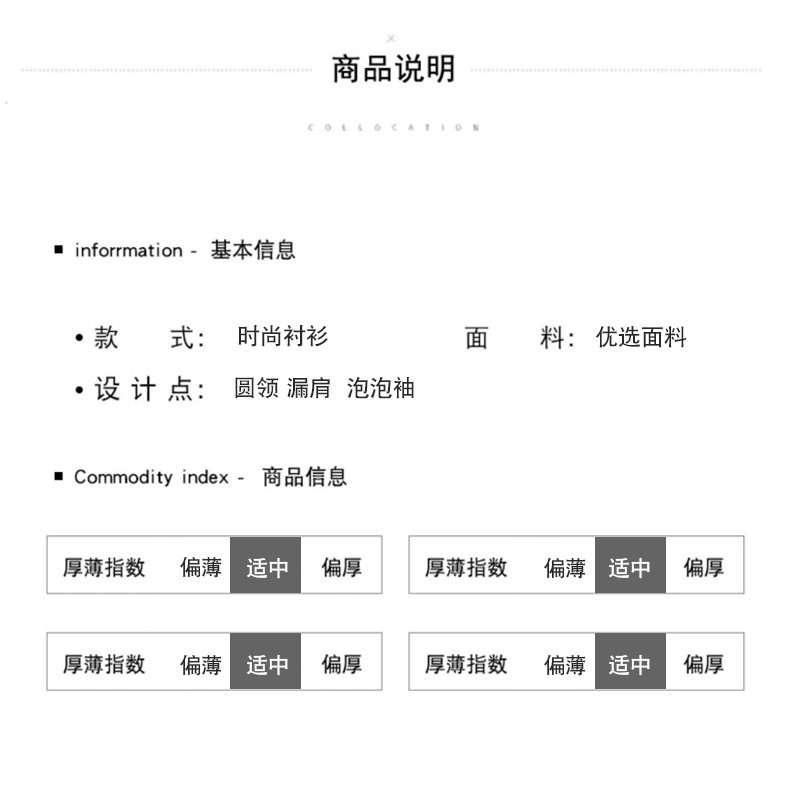 商品说明
COLLOCATION
■ inforrmation - 基本信息
• 款 式： 时尚衬衫 面 料： 优选面料
• 设计点： 圆领 漏肩 泡泡袖
■ Commodity index - 商品信息
厚薄指数 偏薄 适中 偏厚 厚薄指数 偏薄 适中 偏厚
厚薄指数 偏薄 适中 偏厚 厚薄指数 偏薄 适中 偏厚